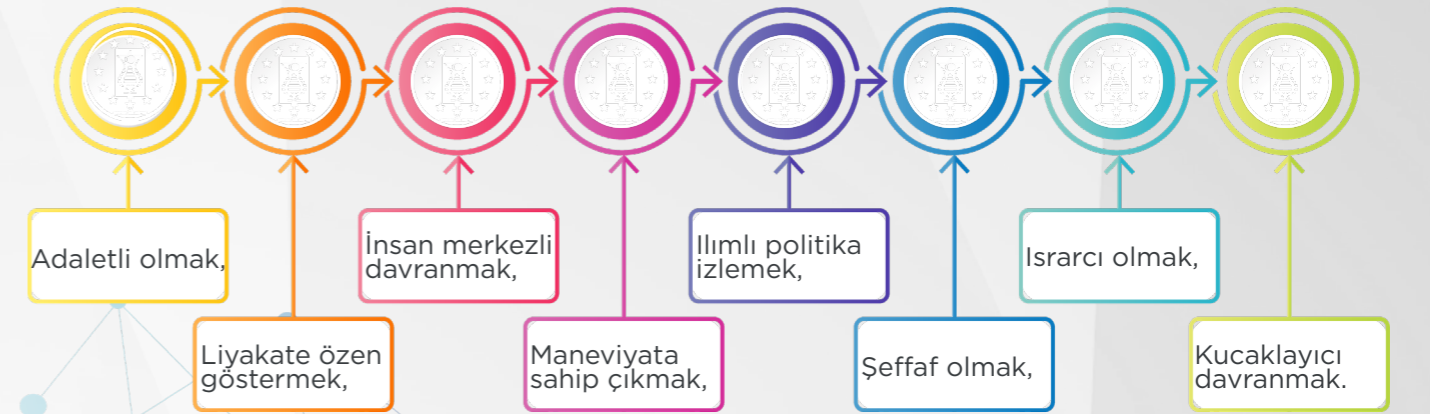 Adaletli olmak,
Liyakate özen
göstermek,
İnsan merkezli
davranmak,
Maneviyata
sahip çıkmak,
Ilımlı politika
izlemek,
Şeffaf olmak,
Israrcı olmak,
Kucaklayıcı
davranmak.